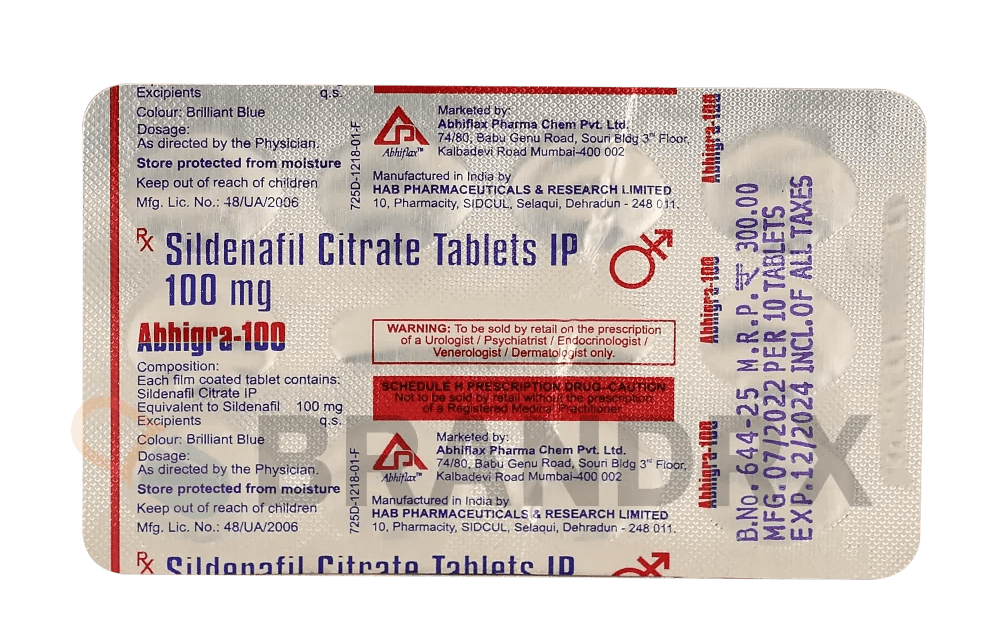 Excipients q.s.
Colour: Brilliant Blue
Dosage:
As directed by the Physician.
Store protected from moisture
Keep out of reach of children
Mfg. Lic. No.: 48/UA/2006
725D-1218-01-F
Abhiflax™
Marketed by:
Abhiflax Pharma Chem Pvt. Ltd.
74/80, Babu Genu Road, Souri Bldg 3rd Floor,
Kalbadevi Road Mumbai-400 002
Manufactured in India by
HAB PHARMACEUTICALS & RESEARCH LIMITED
10, Pharmacity, SIDCUL, Selaqui, Dehradun - 248 011.
Rx Sildenafil Citrate Tablets IP
100 mg
Abhigra-100
Composition:
Each film coated tablet contains:
Sildenafil Citrate IP
Equivalent to Sildenafil 100 mg
Excipients q.s.
Colour: Brilliant Blue
Dosage:
As directed by the Physician.
Store protected from moisture
Keep out of reach of children
Mfg. Lic. No.: 48/UA/2006
725D-1218-01-F
WARNING: To be sold by retail on the prescription
of a Urologist / Psychiatrist / Endocrinologist /
Venerologist / Dermatologist only.
SCHEDULE H PRESCRIPTION DRUG-CAUTION
Not to be sold by retail without the prescription
of a Registered Medical Practitioner
Abhiflax™
Marketed by:
Abhiflax Pharma Chem Pvt. Ltd.
74/80, Babu Genu Road, Souri Bldg 3rd Floor,
Kalbadevi Road Mumbai-400 002
Manufactured in India by
HAB PHARMACEUTICALS & RESEARCH LIMITED
10, Pharmacity, SIDCUL, Selaqui, Dehradun - 248 011.
Rx Sildenafil Citrate Tablets IP
Abhigra-100
Abhigra-100
Abhigra-100
B.No. 644-25 M.R.P. ₹ 300.00
MFG.07/2022 PER 10 TABLETS
EXP.12/2024 INCL.OF ALL TAXES
BRANDRX